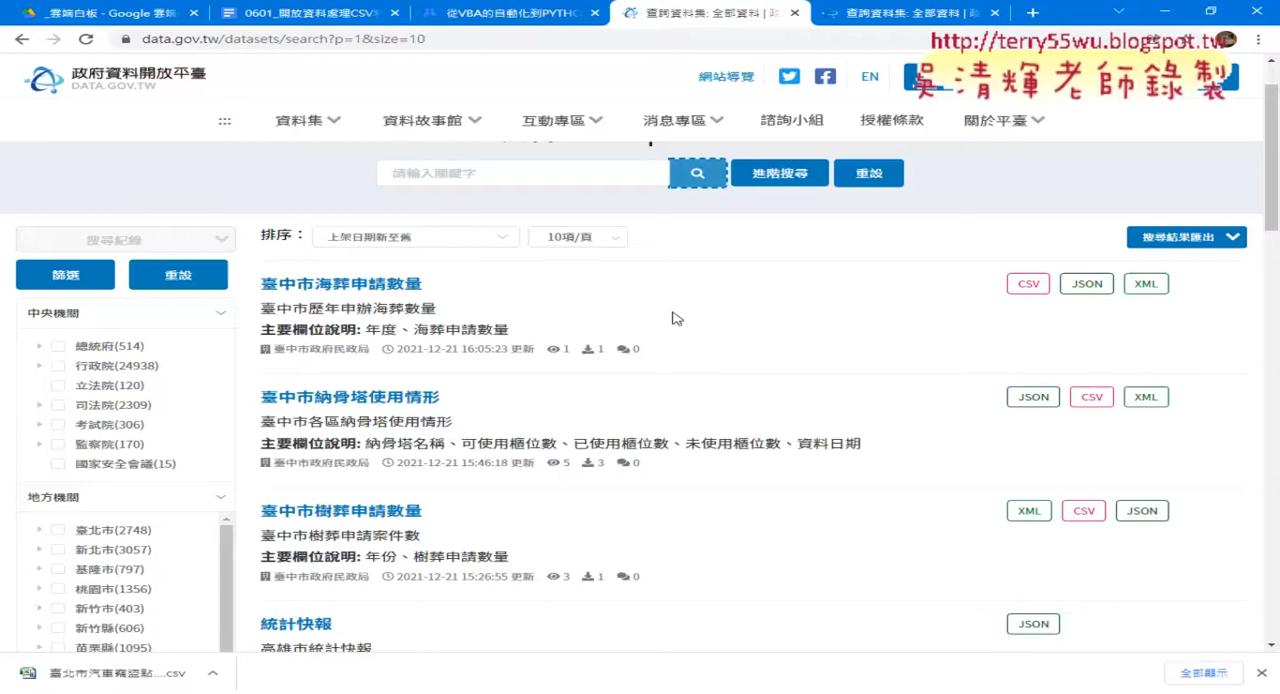 _雲端白板 - Google 雲端
0601_開放資料處理CSV
從VBA的自動化到PYTHO
查詢資料集: 全部資料 | 政
查詢資料集: 全部資料 | 政
data.gov.tw/datasets/search?p=1&size=10
http://terry55wu.blogspot.tw
吳清輝老師錄製
政府資料開放平臺
DATA.GOV.TW
網站導覽
EN
資料集
資料故事館
互動專區
消息專區
諮詢小組
授權條款
關於平臺
請輸入關鍵字
進階搜尋
重設
搜尋紀錄
排序：
上架日期新至舊
10項/頁
搜尋結果匯出
篩選
重設
中央機關
總統府(514)
行政院(24938)
立法院(120)
司法院(2309)
考試院(306)
監察院(170)
國家安全會議(15)
地方機關
臺北市(2748)
新北市(3057)
基隆市(797)
桃園市(1356)
新竹市(403)
新竹縣(606)
苗栗縣(1095)
臺中市海葬申請數量
CSV JSON XML
臺中市歷年申辦海葬數量
主要欄位說明: 年度、海葬申請數量
臺中市政府民政局 2021-12-21 16:05:23 更新 1 1 0
臺中市納骨塔使用情形
JSON CSV XML
臺中市各區納骨塔使用情形
主要欄位說明: 納骨塔名稱、可使用櫃位數、已使用櫃位數、未使用櫃位數、資料日期
臺中市政府民政局 2021-12-21 15:46:18 更新 5 3 0
臺中市樹葬申請數量
XML CSV JSON
臺中市樹葬申請案件數
主要欄位說明: 年份、樹葬申請數量
臺中市政府民政局 2021-12-21 15:26:55 更新 3 1 0
統計快報
JSON
高雄市統計快報
臺北市汽車竊盜點....csv
全部顯示